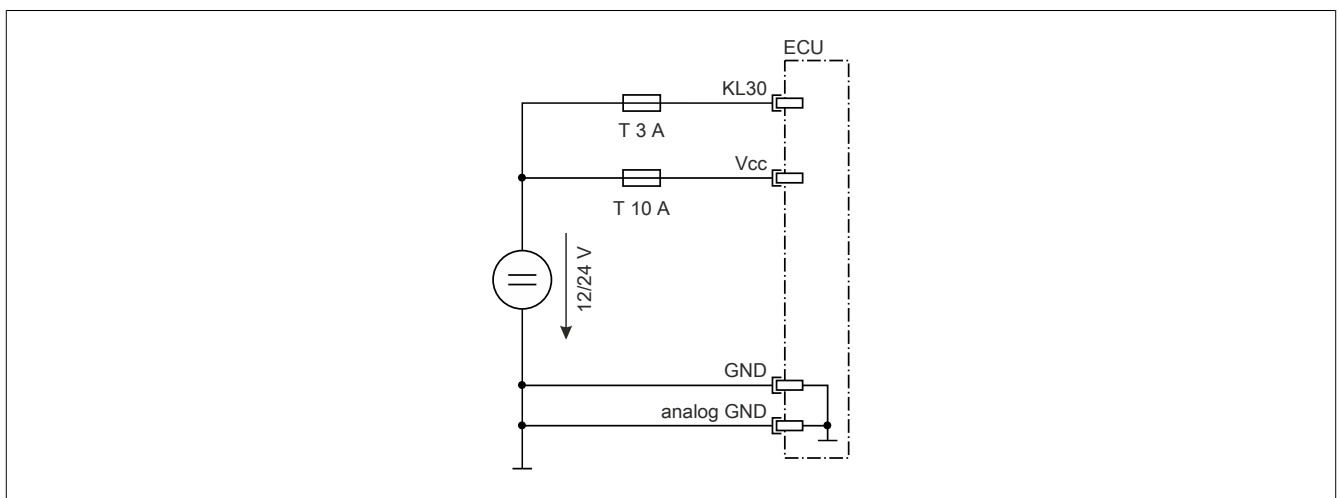 ECU
KL30
T 3 A
Vcc
T 10 A
12/24 V
GND
analog GND